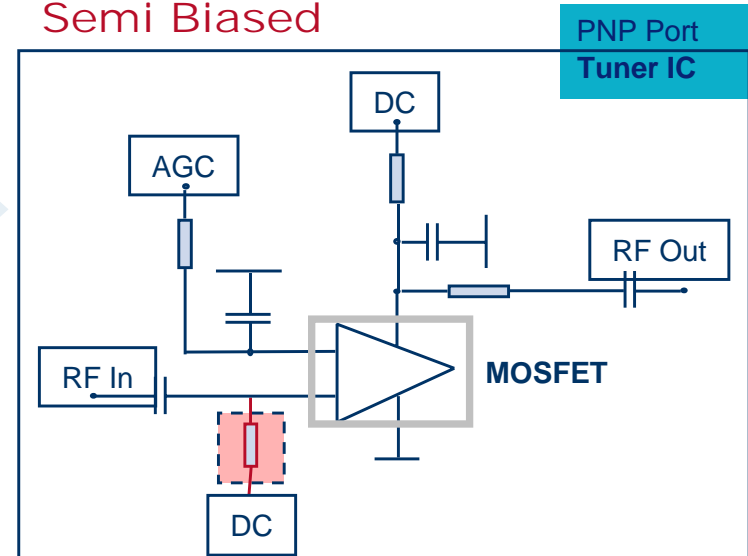 Semi Biased
PNP Port
Tuner IC
DC
AGC
RF Out
RF In
MOSFET
DC